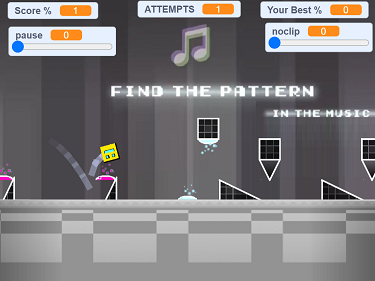 Score % 1
ATTEMPTS 1
Your Best % 0
pause 0
noclip 0
FIND THE PATTERN
IN THE MUSIC